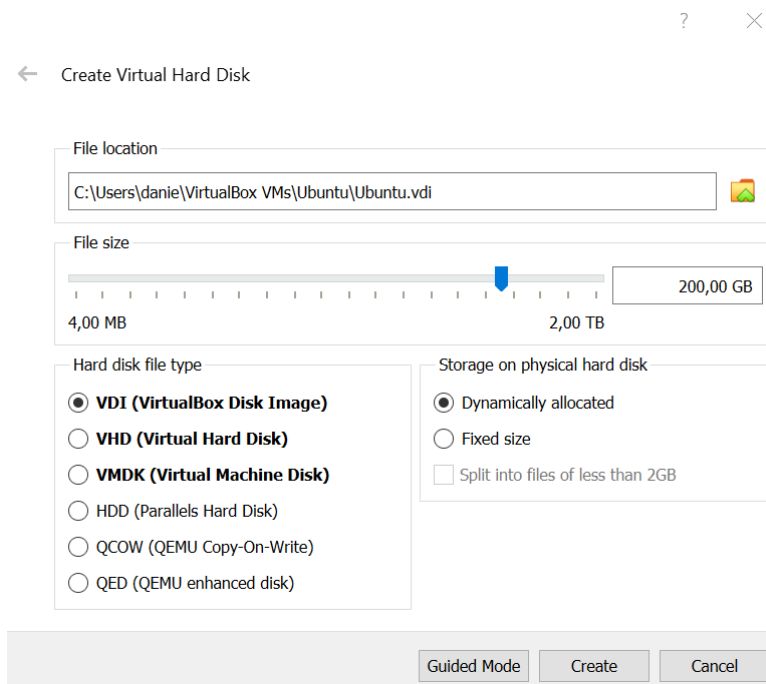 ?
Create Virtual Hard Disk
File location
C:\Users\danie\VirtualBox VMs\Ubuntu\Ubuntu.vdi
File size
200,00 GB
4,00 MB 2,00 TB
Hard disk file type
VDI (VirtualBox Disk Image)
VHD (Virtual Hard Disk)
VMDK (Virtual Machine Disk)
HDD (Parallels Hard Disk)
QCOW (QEMU Copy-On-Write)
QED (QEMU enhanced disk)
Storage on physical hard disk
Dynamically allocated
Fixed size
Split into files of less than 2GB
Guided Mode Create Cancel